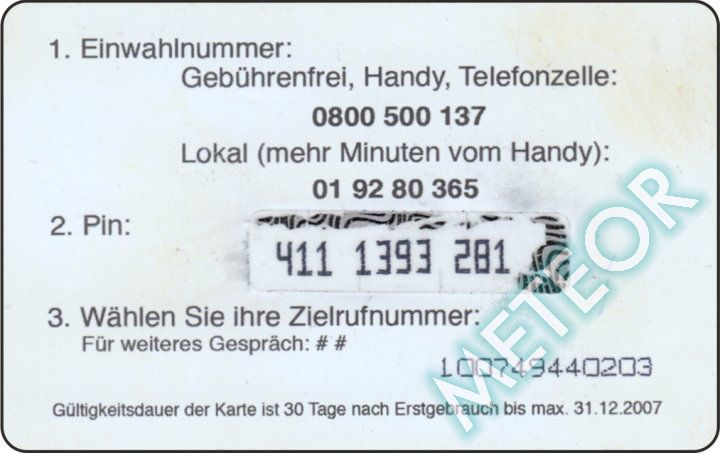 1. Einwahlnummer:
Gebührenfrei, Handy, Telefonzelle:
0800 500 137
Lokal (mehr Minuten vom Handy):
01 92 80 365
2. Pin:
411 1393 281
3. Wählen Sie ihre Zielrufnummer:
Für weiteres Gespräch: # #
100749440203
Gültigkeitsdauer der Karte ist 30 Tage nach Erstgebrauch bis max. 31.12.2007
METEOR